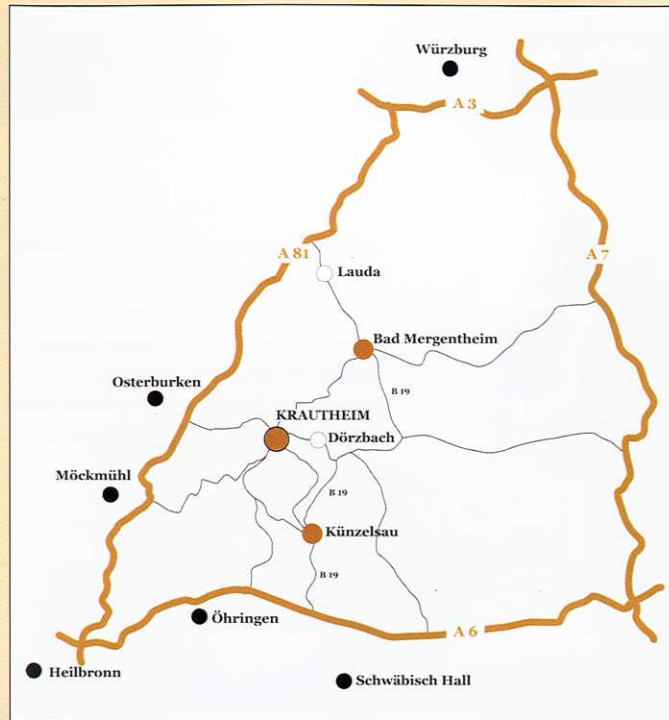 Würzburg
A 3
A 81
A 7
Lauda
Bad Mergentheim
Osterburken
B 19
KRAUTHEIM
Dörzbach
Möckmühl
B 19
Künzelsau
B 19
Öhringen
A 6
Heilbronn
Schwäbisch Hall